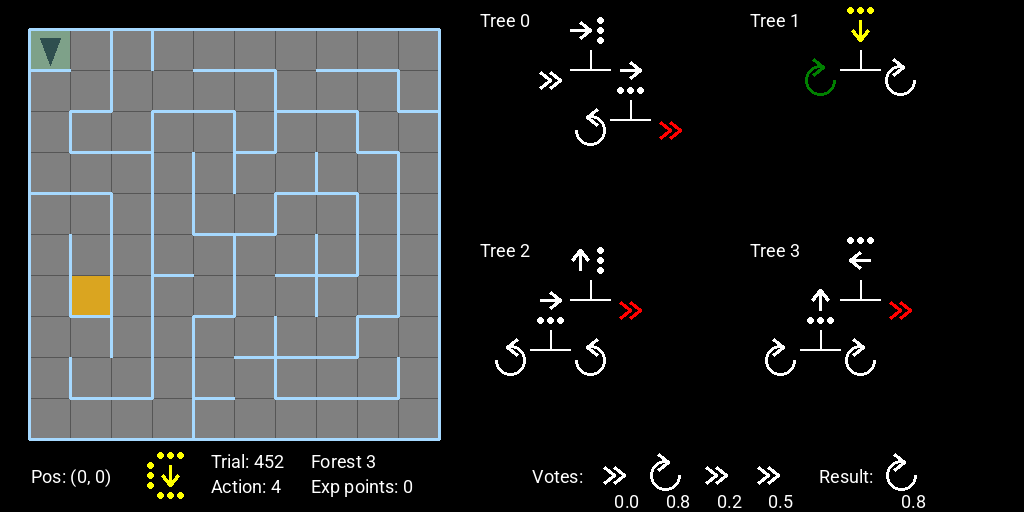 Tree 0
Tree 1
Tree 2
Tree 3
Pos: (0, 0)
Trial: 452
Forest 3
Action: 4
Exp points: 0
Votes:
0.0
0.8
0.2
0.5
Result:
0.8